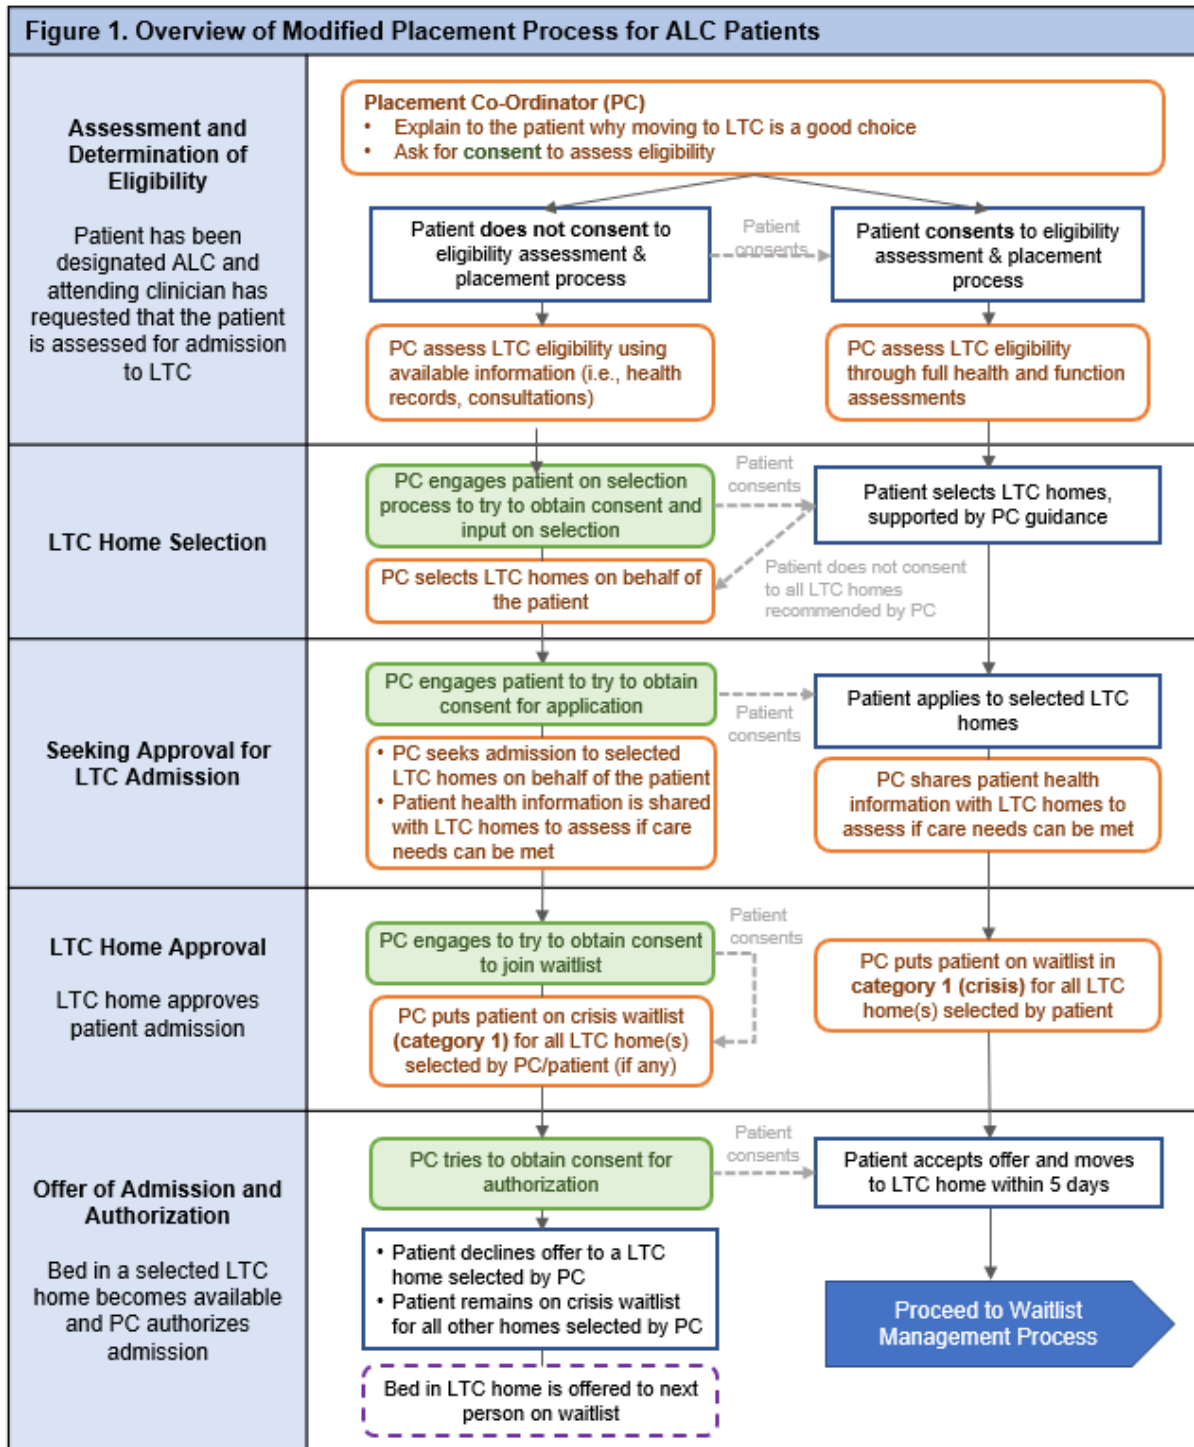 Figure 1. Overview of Modified Placement Process for ALC Patients
Assessment and
Determination of
Eligibility
Patient has been
designated ALC and
attending clinician has
requested that the patient
is assessed for admission
to LTC
Placement Co-Ordinator (PC)
• Explain to the patient why moving to LTC is a good choice
• Ask for consent to assess eligibility
Patient does not consent to
eligibility assessment &
placement process
Patient
consents
Patient consents to eligibility
assessment & placement
process
PC assess LTC eligibility using
available information (i.e., health
records, consultations)
PC assess LTC eligibility
through full health and function
assessments
LTC Home Selection
PC engages patient on selection
process to try to obtain consent and
input on selection
Patient
consents
Patient selects LTC homes,
supported by PC guidance
PC selects LTC homes on behalf of
the patient
Patient does not consent
to all LTC homes
recommended by PC
Seeking Approval for
LTC Admission
PC engages patient to try to obtain
consent for application
Patient
consents
Patient applies to selected LTC
homes
• PC seeks admission to selected
LTC homes on behalf of the patient
• Patient health information is shared
with LTC homes to assess if care
needs can be met
PC shares patient health
information with LTC homes to
assess if care needs can be met
LTC Home Approval
LTC home approves
patient admission
PC engages to try to obtain consent
to join waitlist
Patient
consents
PC puts patient on crisis waitlist
(category 1) for all LTC home(s)
selected by PC/patient (if any)
PC puts patient on waitlist in
category 1 (crisis) for all LTC
home(s) selected by patient
Offer of Admission and
Authorization
Bed in a selected LTC
home becomes available
and PC authorizes
admission
PC tries to obtain consent for
authorization
Patient
consents
Patient accepts offer and moves
to LTC home within 5 days
• Patient declines offer to a LTC
home selected by PC
• Patient remains on crisis waitlist
for all other homes selected by PC
Proceed to Waitlist
Management Process
Bed in LTC home is offered to next
person on waitlist